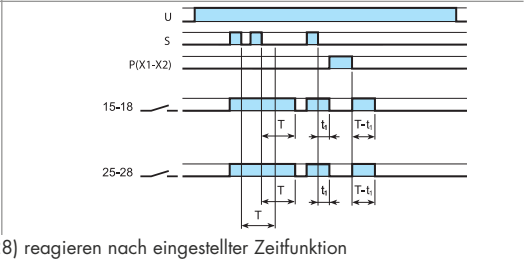 U
S
P(X1-X2)
15-18
T t₁ T-t₁
25-28
T t₁ T-t₁
T
8) reagieren nach eingestellter Zeitfunktion